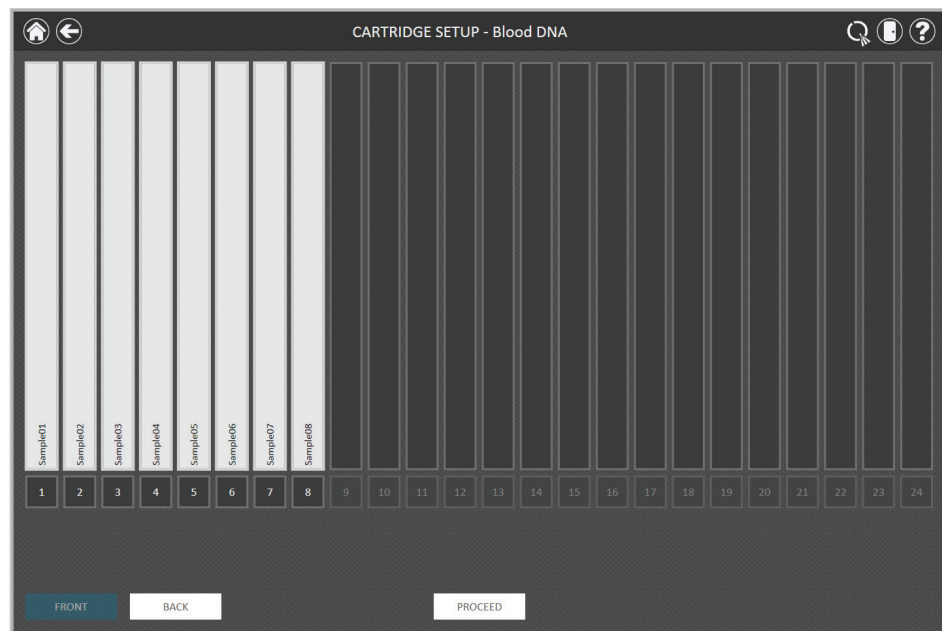 CARTRIDGE SETUP - Blood DNA
?
Sample01
Sample02
Sample03
Sample04
Sample05
Sample06
Sample07
Sample08
1 2 3 4 5 6 7 8 9 10 11 12 13 14 15 16 17 18 19 20 21 22 23 24
FRONT BACK PROCEED